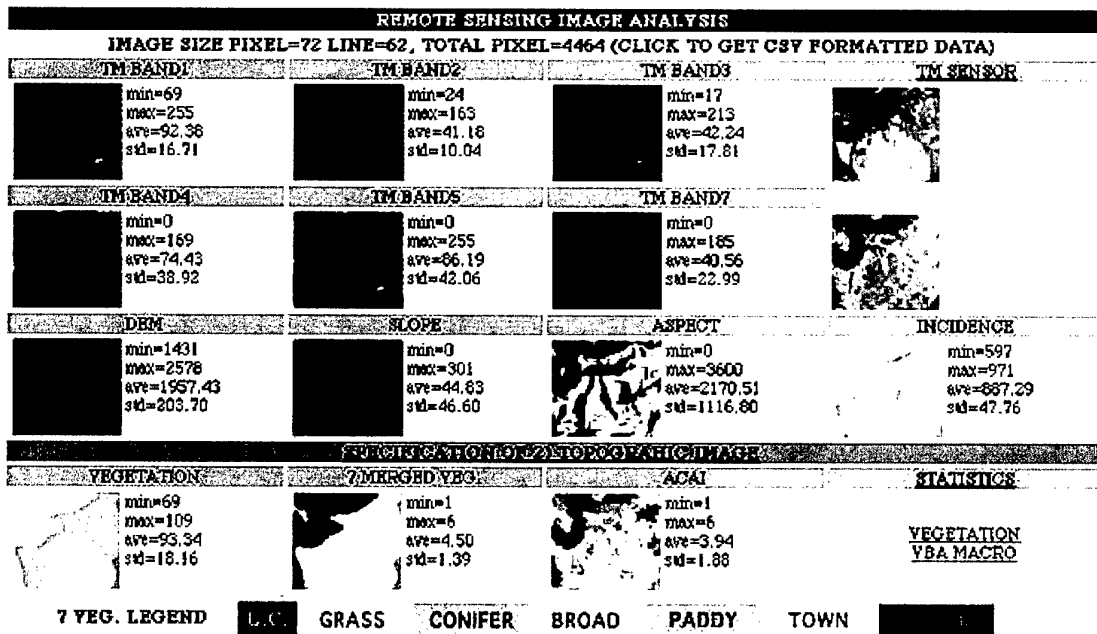 REMOTE SENSING IMAGE ANALYSIS
IMAGE SIZE PIXEL=72 LINE=62, TOTAL PIXEL=4464 (CLICK TO GET CSV FORMATTED DATA)
TM BAND1 TM BAND2 TM BAND3 TM SENSOR
min=69 min=24 min=17
max=255 max=163 max=213
ave=92.38 ave=41.18 ave=42.24
std=16.71 std=10.04 std=17.81
TM BAND4 TM BAND5 TM BAND7
min=0 min=0 min=0
max=169 max=255 max=185
ave=74.43 ave=86.19 ave=40.56
std=38.92 std=42.06 std=22.99
DEM SLOPE ASPECT INCIDENCE
min=1431 min=0 min=0 min=597
max=2578 max=301 max=3600 max=971
ave=1957.43 ave=44.83 ave=2170.51 ave=887.29
std=203.70 std=46.60 std=1116.80 std=47.76
TOPOGRAPHIC IMAGE
VEGETATION 7 MERGED VEG. ACAI STATISTICS
min=69 min=1 min=1
max=109 max=6 max=6
ave=93.34 ave=4.50 ave=3.94
std=18.16 std=1.39 std=1.88
VEGETATION
VBA MACRO
7 VEG. LEGEND L.C. GRASS CONIFER BROAD PADDY TOWN